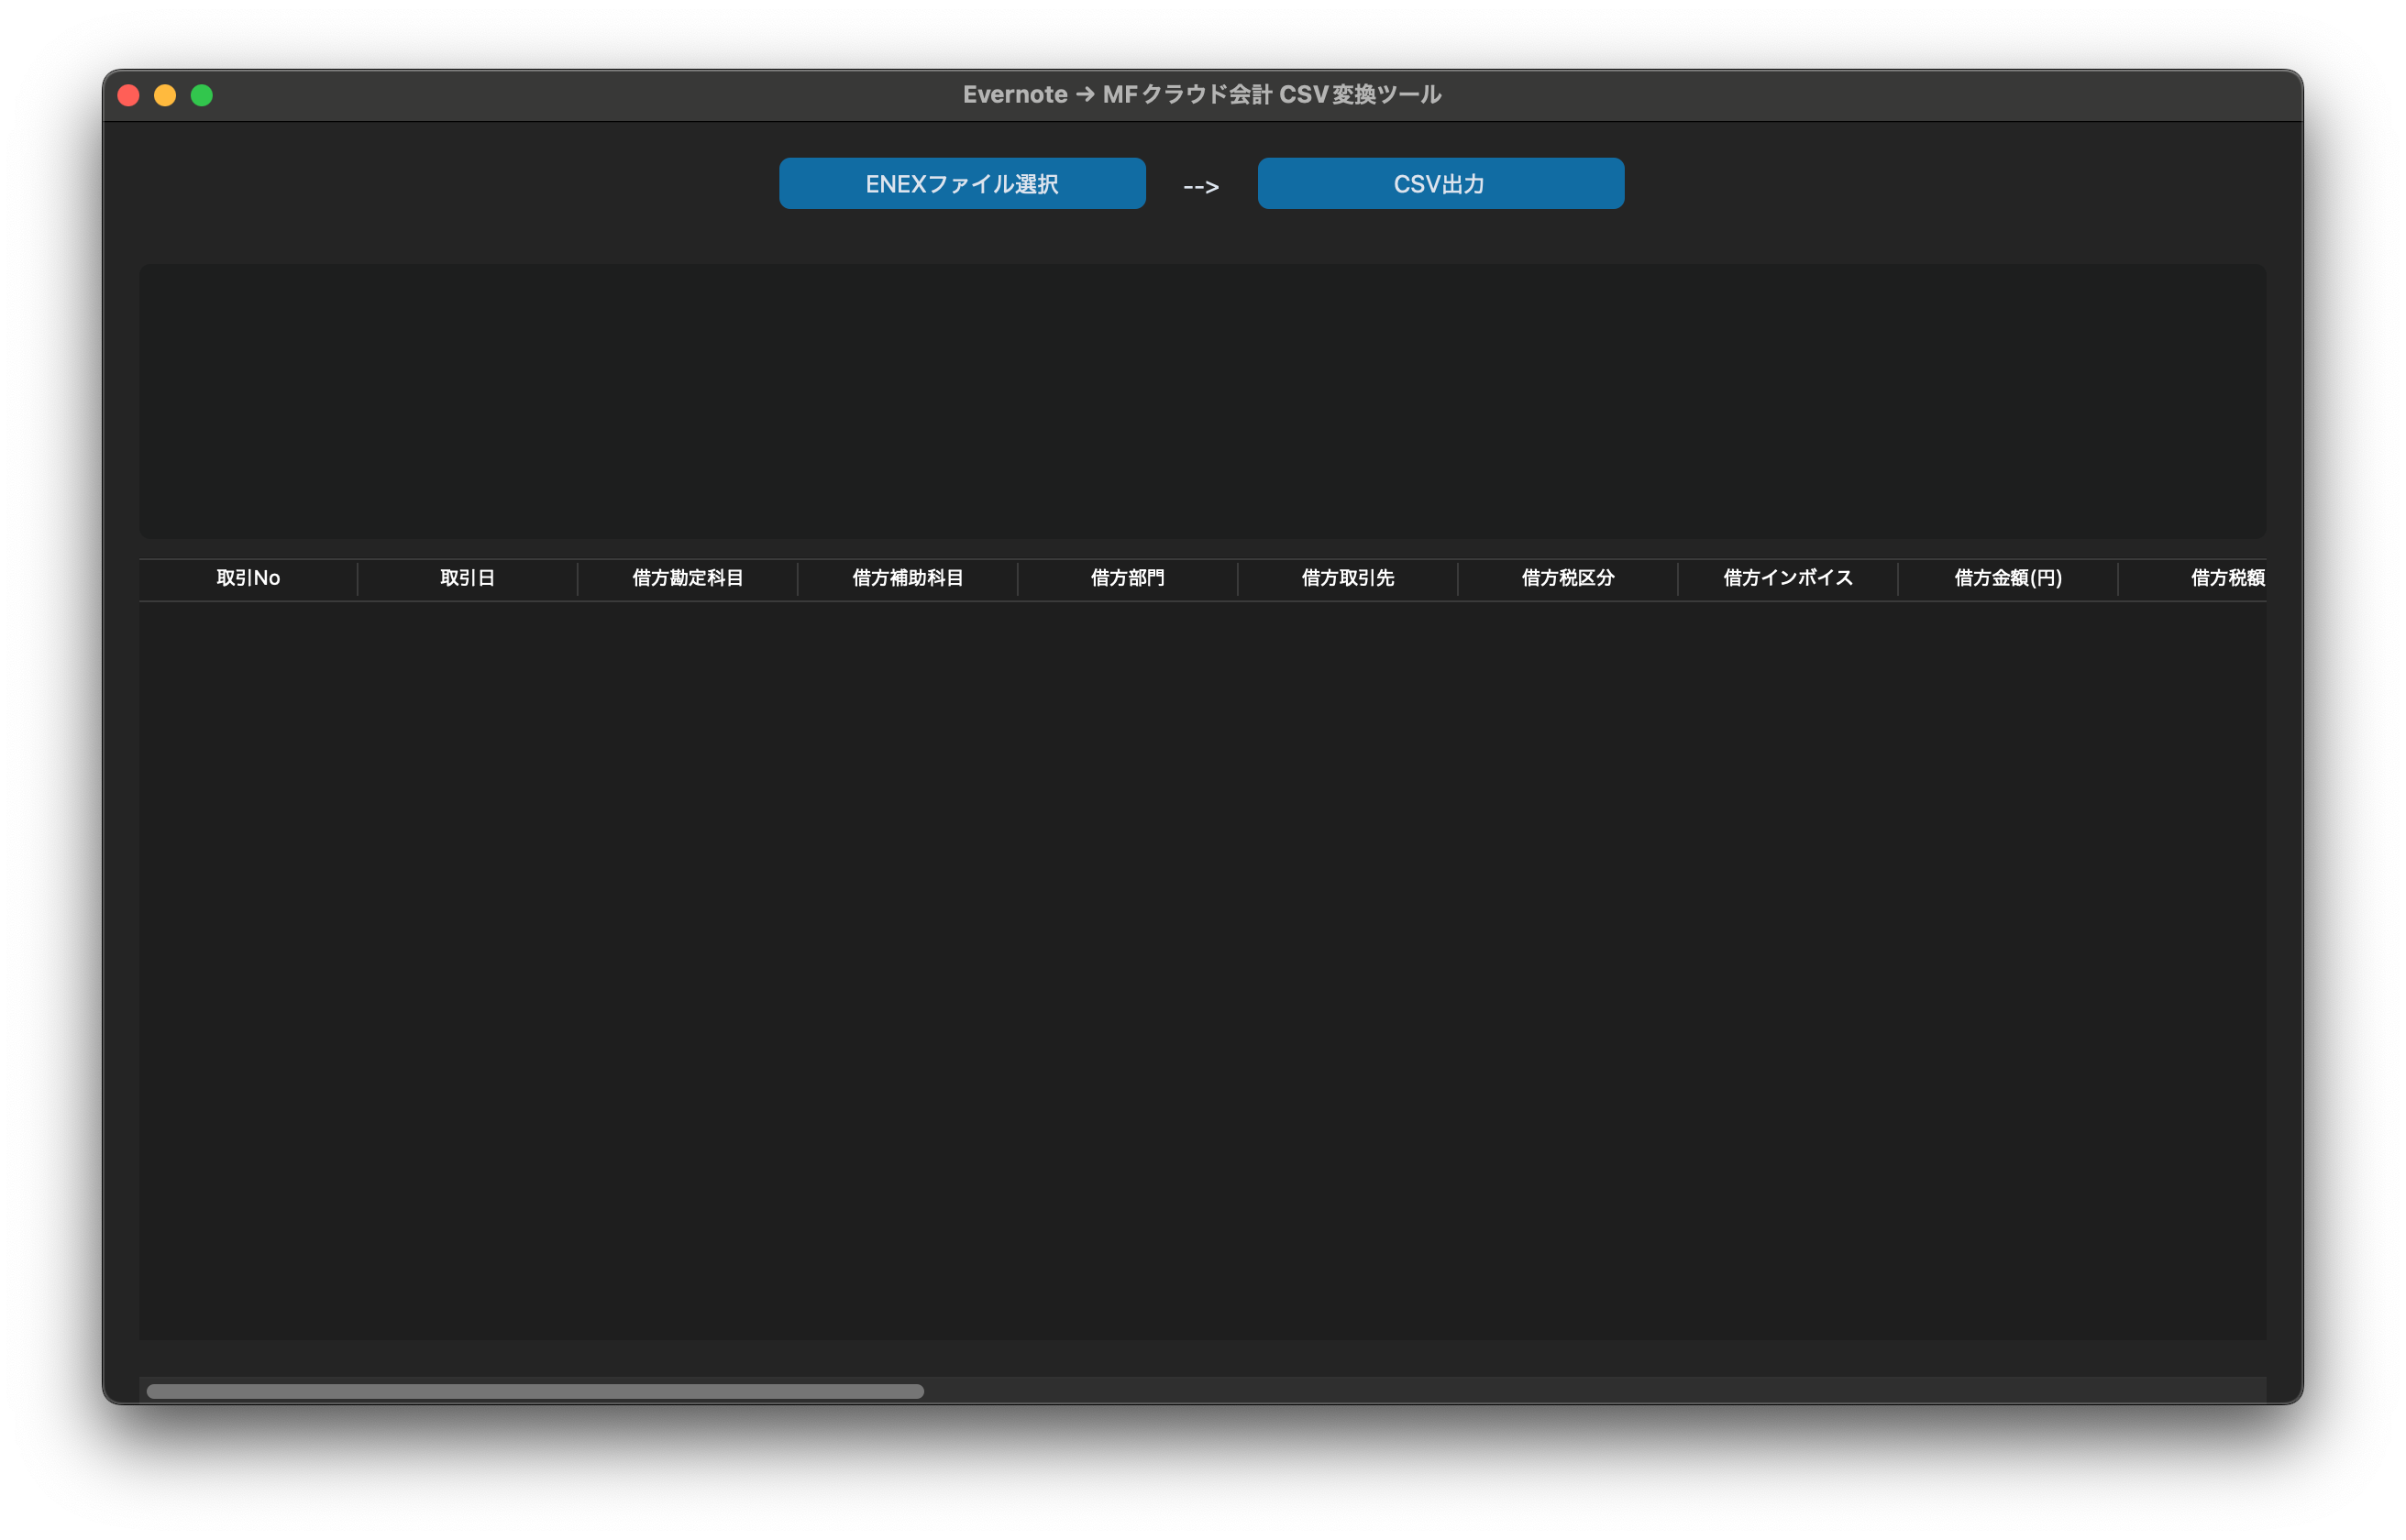 Evernote → MFクラウド会計 CSV変換ツール
ENEXファイル選択 --> CSV出力
取引No 取引日 借方勘定科目 借方補助科目 借方部門 借方取引先 借方税区分 借方インボイス 借方金額(円) 借方税額